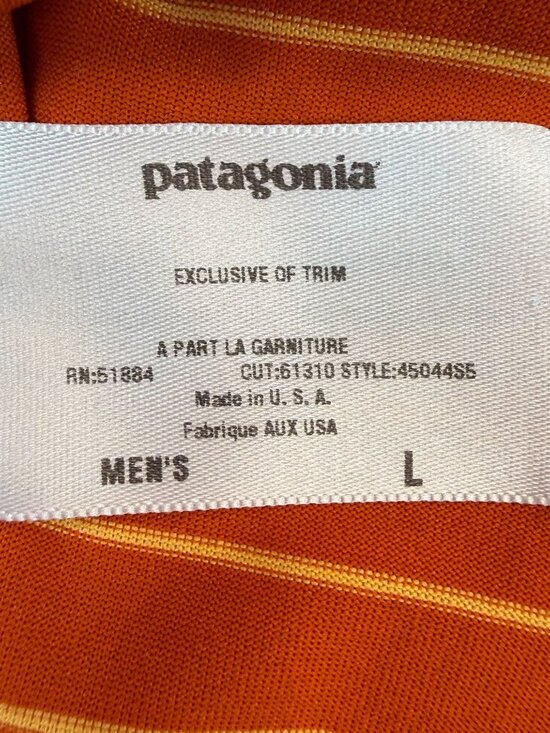 patagonia
EXCLUSIVE OF TRIM
A PART LA GARNITURE
RN:51884 CUT:61310 STYLE:45044S5
Made in U. S. A.
Fabrique AUX USA
MEN'S L